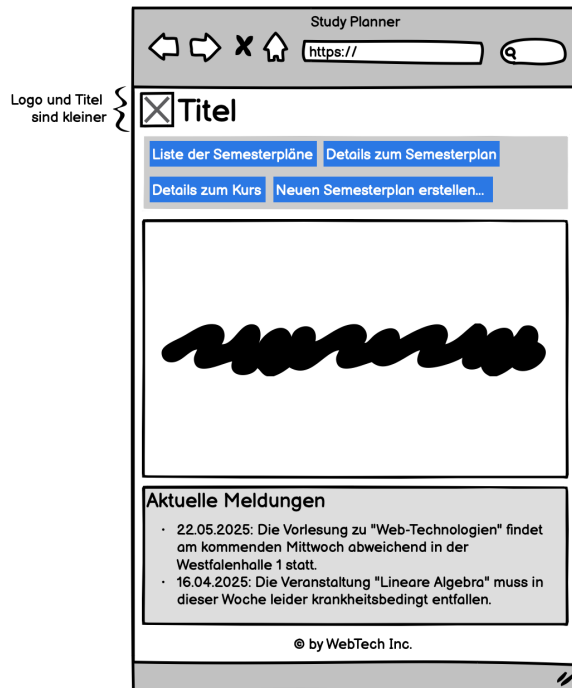 Study Planner
https://
Logo und Titel
sind kleiner
Titel
Liste der Semesterpläne Details zum Semesterplan
Details zum Kurs Neuen Semesterplan erstellen...
Aktuelle Meldungen
· 22.05.2025: Die Vorlesung zu "Web-Technologien" findet
am kommenden Mittwoch abweichend in der
Westfalenhalle 1 statt.
· 16.04.2025: Die Veranstaltung "Lineare Algebra" muss in
dieser Woche leider krankheitsbedingt entfallen.
© by WebTech Inc.